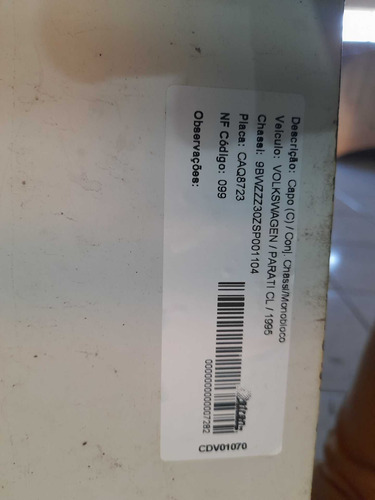 Descrição: Capo (C) / Conj. Chassi/Monobloco
Veículo: VOLKSWAGEN / PARATI CL / 1995
Chassi: 9BWZZZ30ZSP001104
Placa: CAQ8723
NF Código: 099
Observações:
0000000000007282
CDV01070